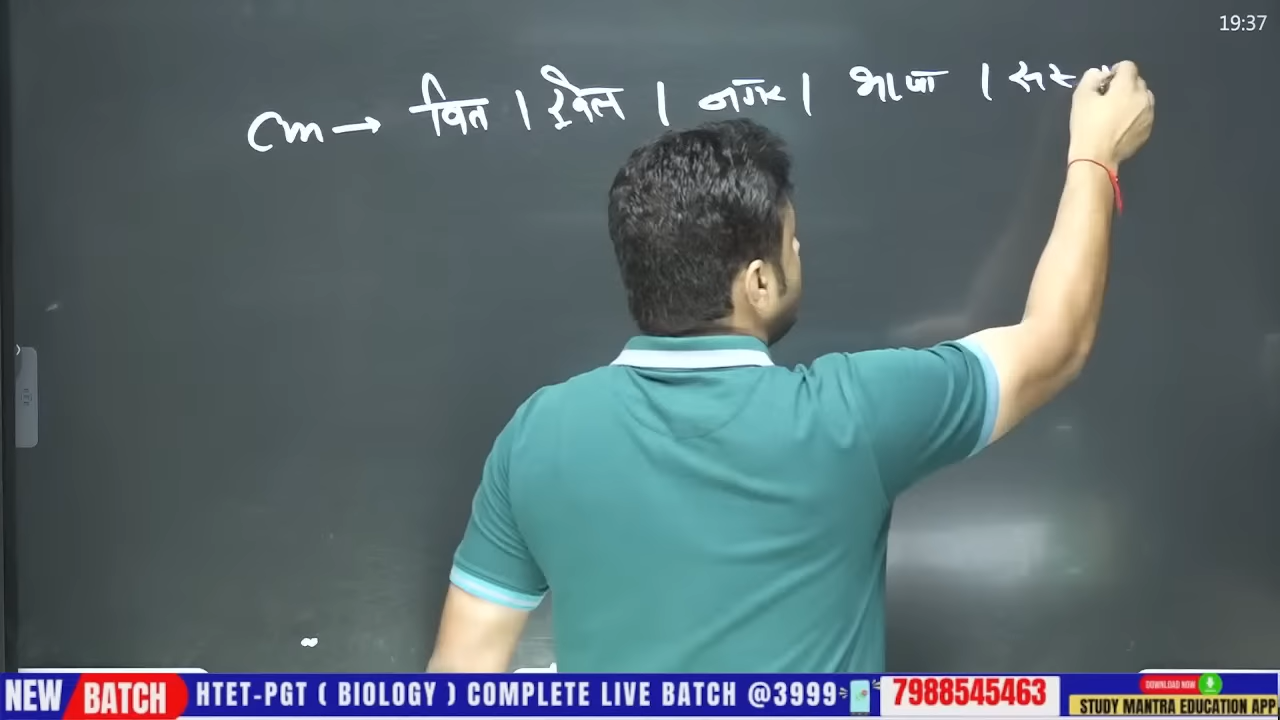 19:37
Cm → वित्त | खेल | नगर | भाषा |
NEW BATCH HTET-PGT ( BIOLOGY ) COMPLETE LIVE BATCH @3999 7988545463 DOWNLOAD NOW
STUDY MANTRA EDUCATION APP